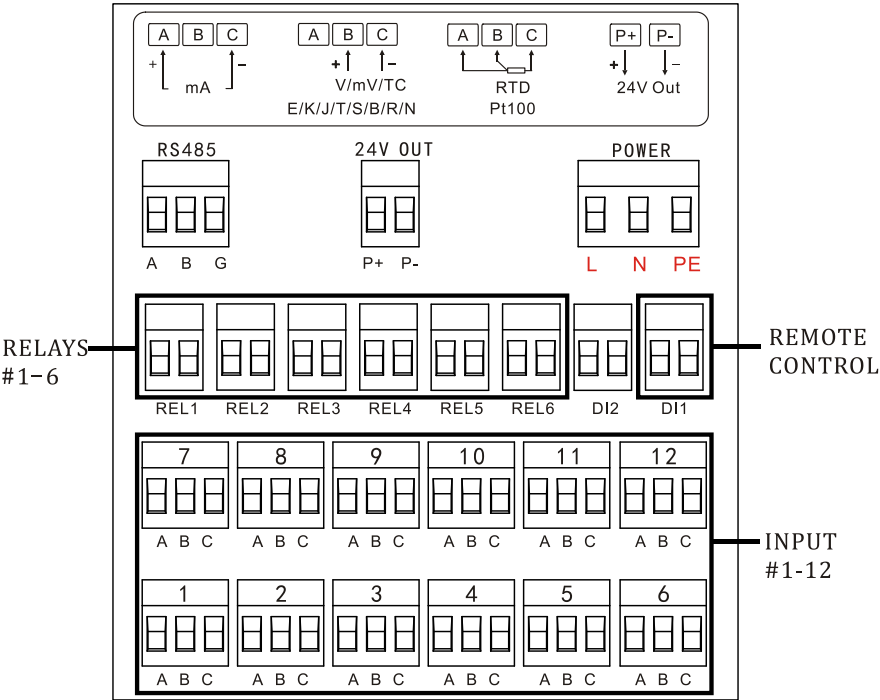 A B C A B C A B C P+ P-
+ - + - + -
mA V/mV/TC RTD 24V Out
E/K/J/T/S/B/R/N Pt100
RS485 24V OUT POWER
A B G P+ P- L N PE
RELAYS
#1-6
REMOTE
CONTROL
REL1 REL2 REL3 REL4 REL5 REL6 DI2 DI1
7 8 9 10 11 12
A B C A B C A B C A B C A B C A B C
INPUT
#1-12
1 2 3 4 5 6
A B C A B C A B C A B C A B C A B C